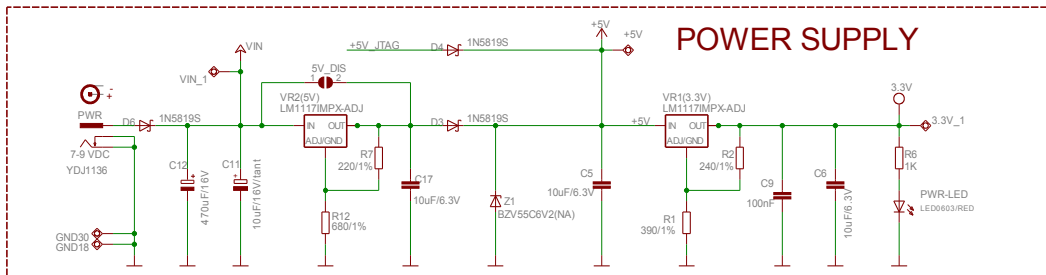 POWER SUPPLY
+5V_JTAG
D4
1N5819S
+5V
+5V
VIN
VIN_1
5V_DIS
1
2
VR2(5V)
LM1117IMPX-ADJ
IN
OUT
ADJ/GND
+
-
PWR
D6
1N5819S
7-9 VDC
YDJ1136
C12
470uF/16V
+
C11
10uF/16V/tant
+
R7
220/1%
R12
680/1%
C17
10uF/6.3V
D3
1N5819S
Z1
BZV55C6V2(NA)
C5
10uF/6.3V
+5V
VR1(3.3V)
LM1117IMPX-ADJ
IN
OUT
ADJ/GND
R2
240/1%
R1
390/1%
C9
100nF
C6
10uF/6.3V
3.3V
3.3V_1
R6
1K
PWR-LED
LED0603/RED
GND30
GND18